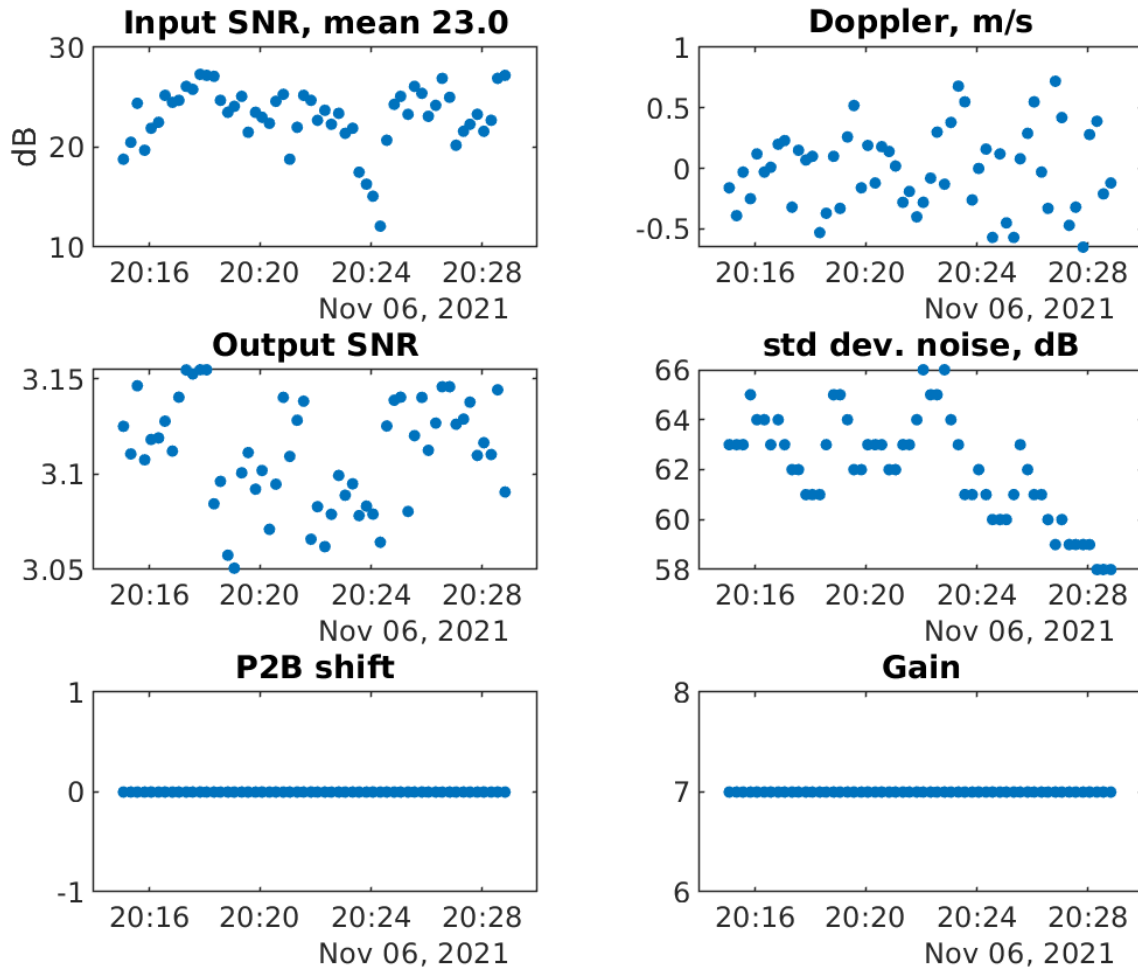 Input SNR, mean 23.0
30
20
10
dB
20:16 20:20 20:24 20:28
Nov 06, 2021
Doppler, m/s
1
0.5
0
-0.5
20:16 20:20 20:24 20:28
Nov 06, 2021
Output SNR
3.15
3.1
3.05
20:16 20:20 20:24 20:28
Nov 06, 2021
std dev. noise, dB
66
64
62
60
58
20:16 20:20 20:24 20:28
Nov 06, 2021
P2B shift
1
0
-1
20:16 20:20 20:24 20:28
Nov 06, 2021
Gain
8
7
6
20:16 20:20 20:24 20:28
Nov 06, 2021